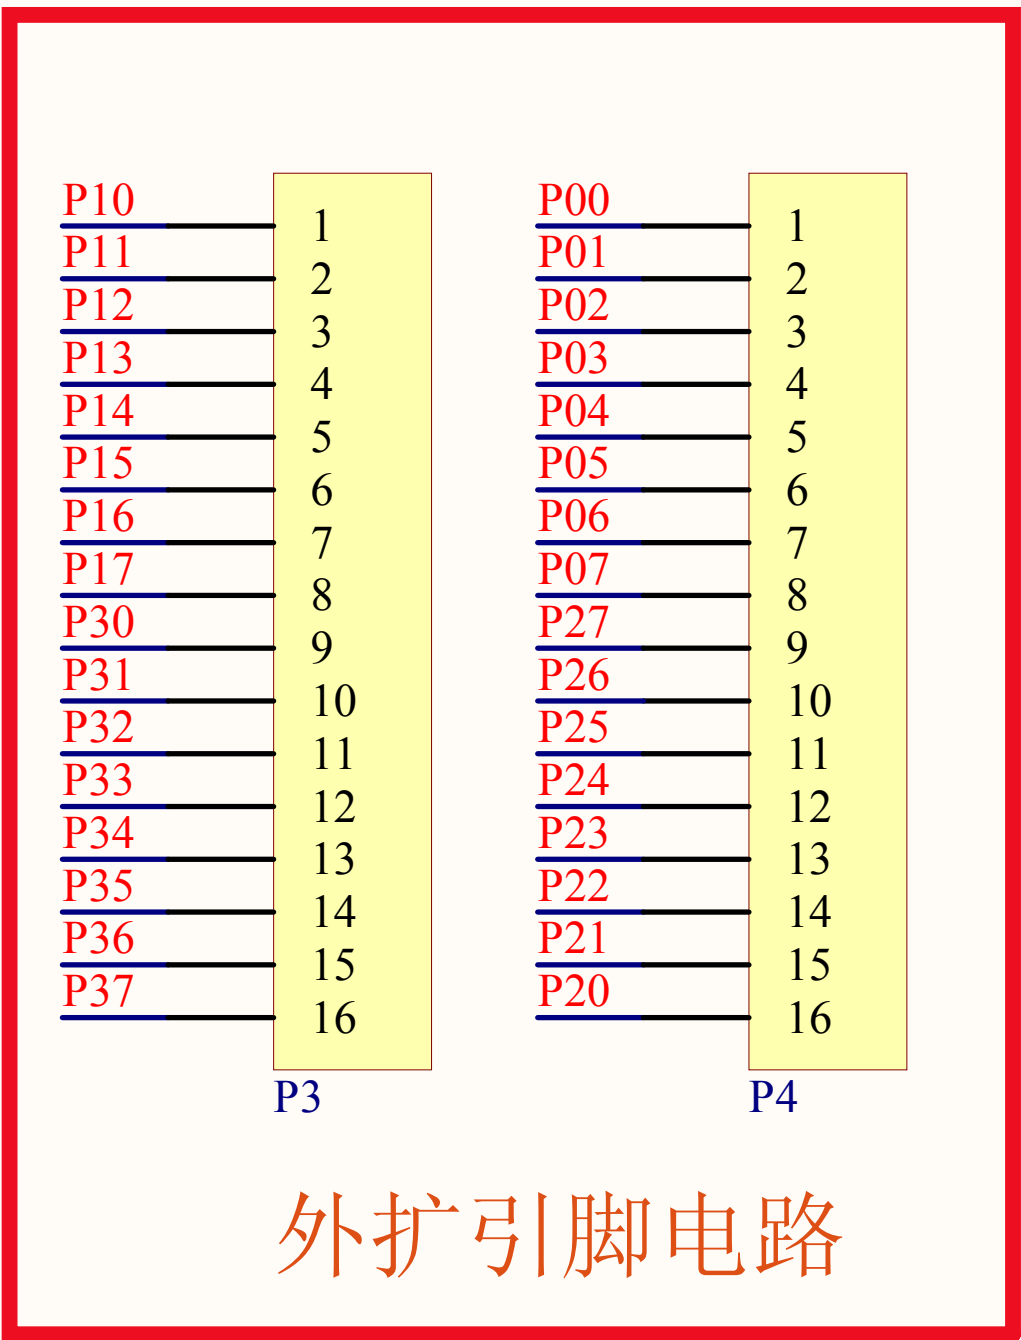 P10 1 P00 1
P11 2 P01 2
P12 3 P02 3
P13 4 P03 4
P14 5 P04 5
P15 6 P05 6
P16 7 P06 7
P17 8 P07 8
P30 9 P27 9
P31 10 P26 10
P32 11 P25 11
P33 12 P24 12
P34 13 P23 13
P35 14 P22 14
P36 15 P21 15
P37 16 P20 16
P3 P4
外扩引脚电路